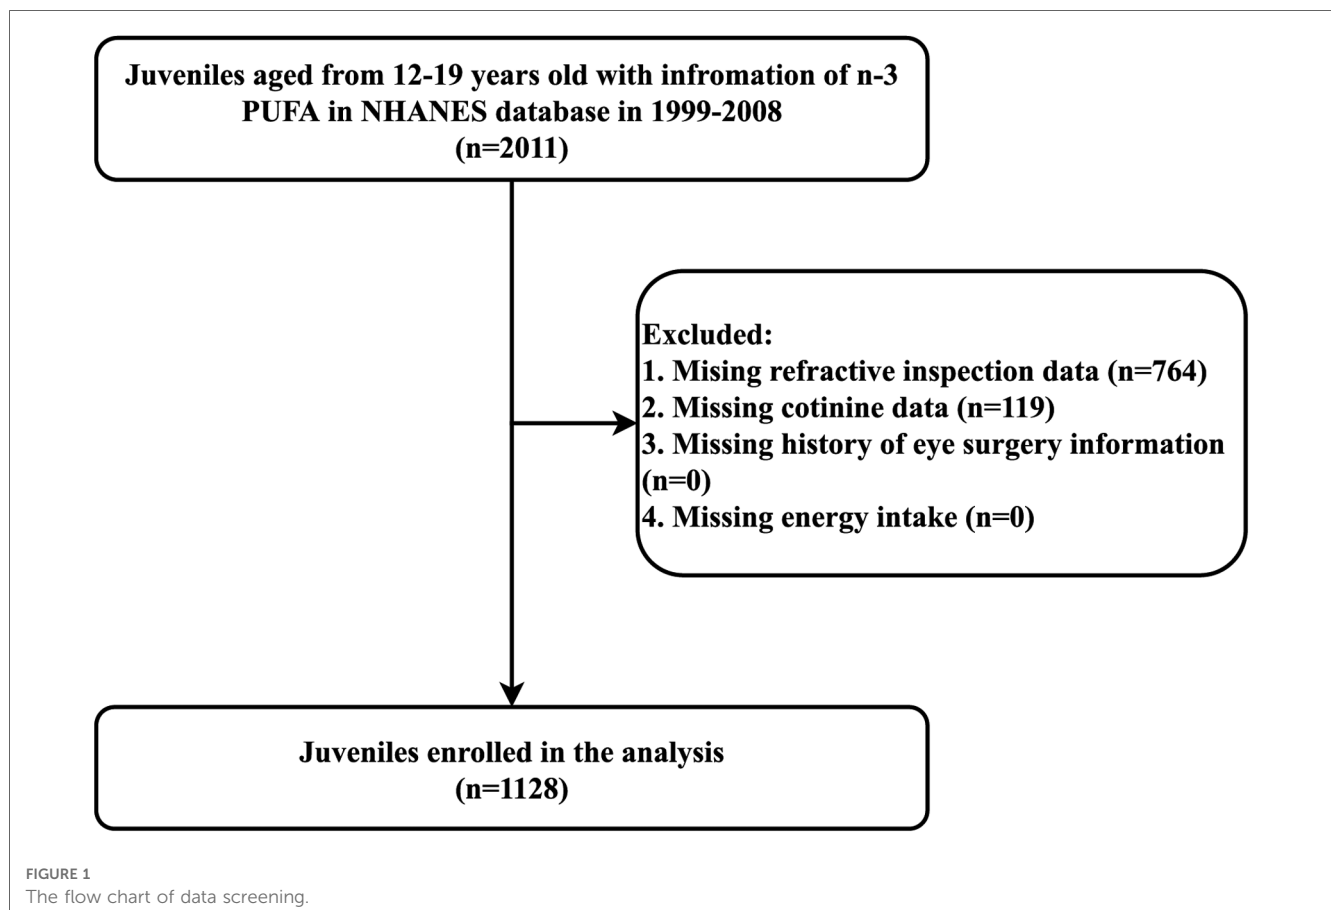 Juveniles aged from 12-19 years old with infromation of n-3
PUFA in NHANES database in 1999-2008
(n=2011)
Excluded:
1. Mising refractive inspection data (n=764)
2. Missing cotinine data (n=119)
3. Missing history of eye surgery information
(n=0)
4. Missing energy intake (n=0)
Juveniles enrolled in the analysis
(n=1128)
FIGURE 1
The flow chart of data screening.